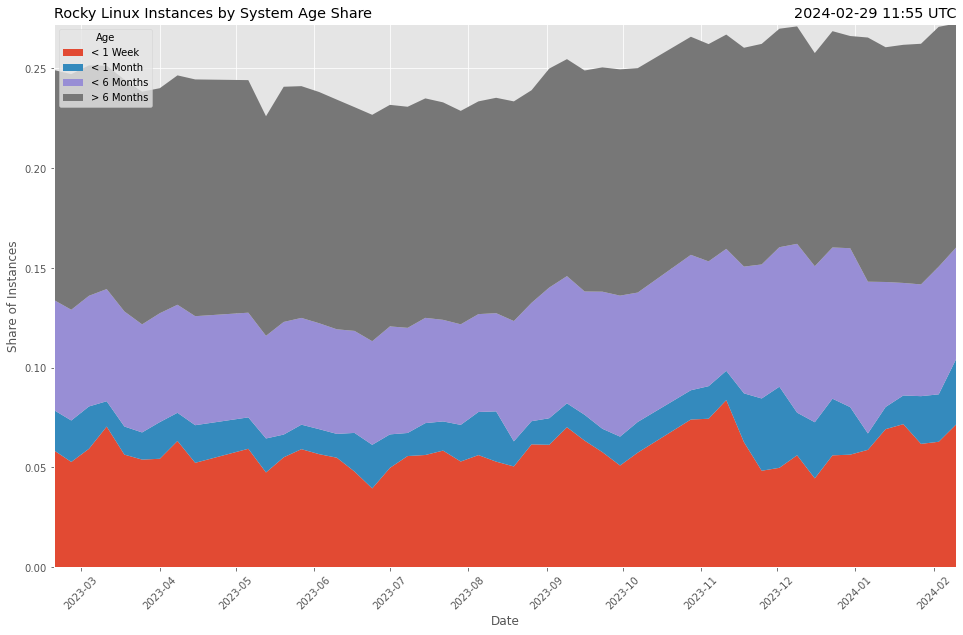 Rocky Linux Instances by System Age Share
2024-02-29 11:55 UTC
Age
< 1 Week
< 1 Month
< 6 Months
> 6 Months
Share of Instances
0.25
0.20
0.15
0.10
0.05
0.00
2023-03
2023-04
2023-05
2023-06
2023-07
2023-08
2023-09
2023-10
2023-11
2023-12
2024-01
2024-02
Date